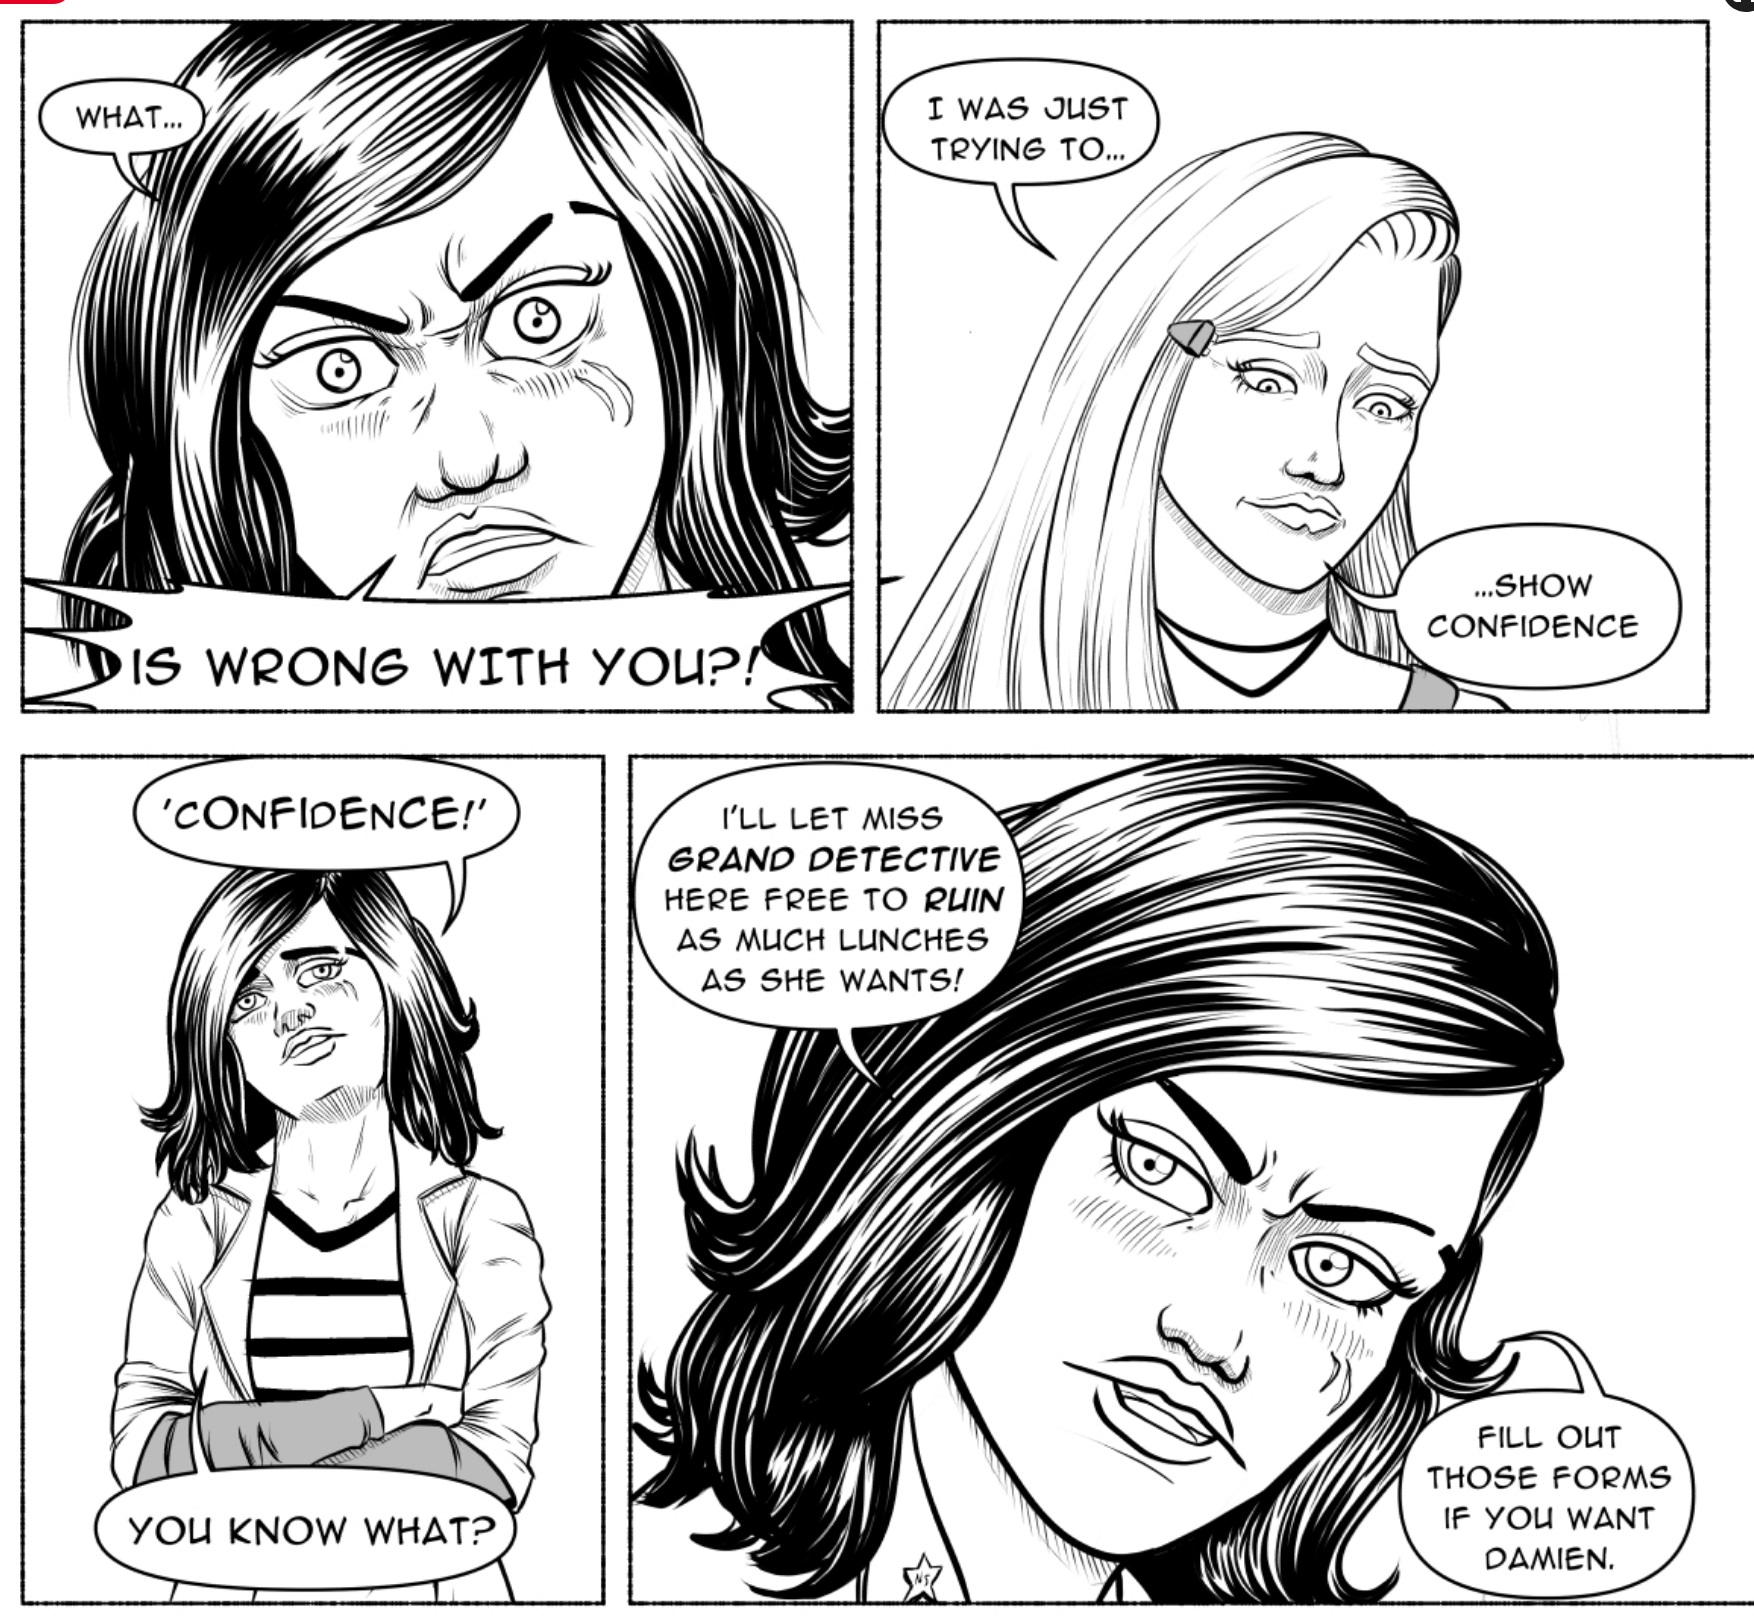 WHAT...
IS WRONG WITH YOU?!
I WAS JUST
TRYING TO...
...SHOW
CONFIDENCE
'CONFIDENCE!'
YOU KNOW WHAT?
I'LL LET MISS
GRAND DETECTIVE
HERE FREE TO RUIN
AS MUCH LUNCHES
AS SHE WANTS!
FILL OUT
THOSE FORMS
IF YOU WANT
DAMIEN.